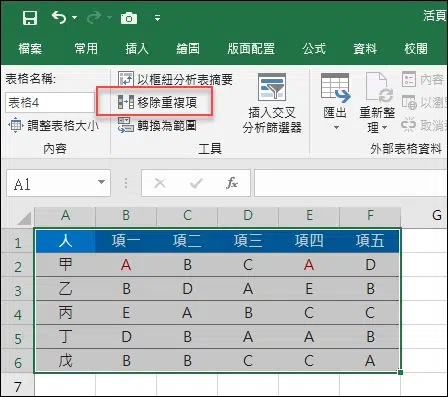 活頁
檔案 常用 插入 繪圖 版面配置 公式 資料 校閱
表格名稱:
表格4
調整表格大小
內容
以樞紐分析表摘要
移除重複項
轉換為範圍
插入交叉
分析篩選器
工具
匯出
重新整
理
內容
以瀏
取消
外部表格資料
A1 fx
A B C D E F G
1 人 項一 項二 項三 項四 項五
2 甲 A B C A D
3 乙 B D A E B
4 丙 E A B C C
5 丁 D B A A B
6 戊 B B C C A
7